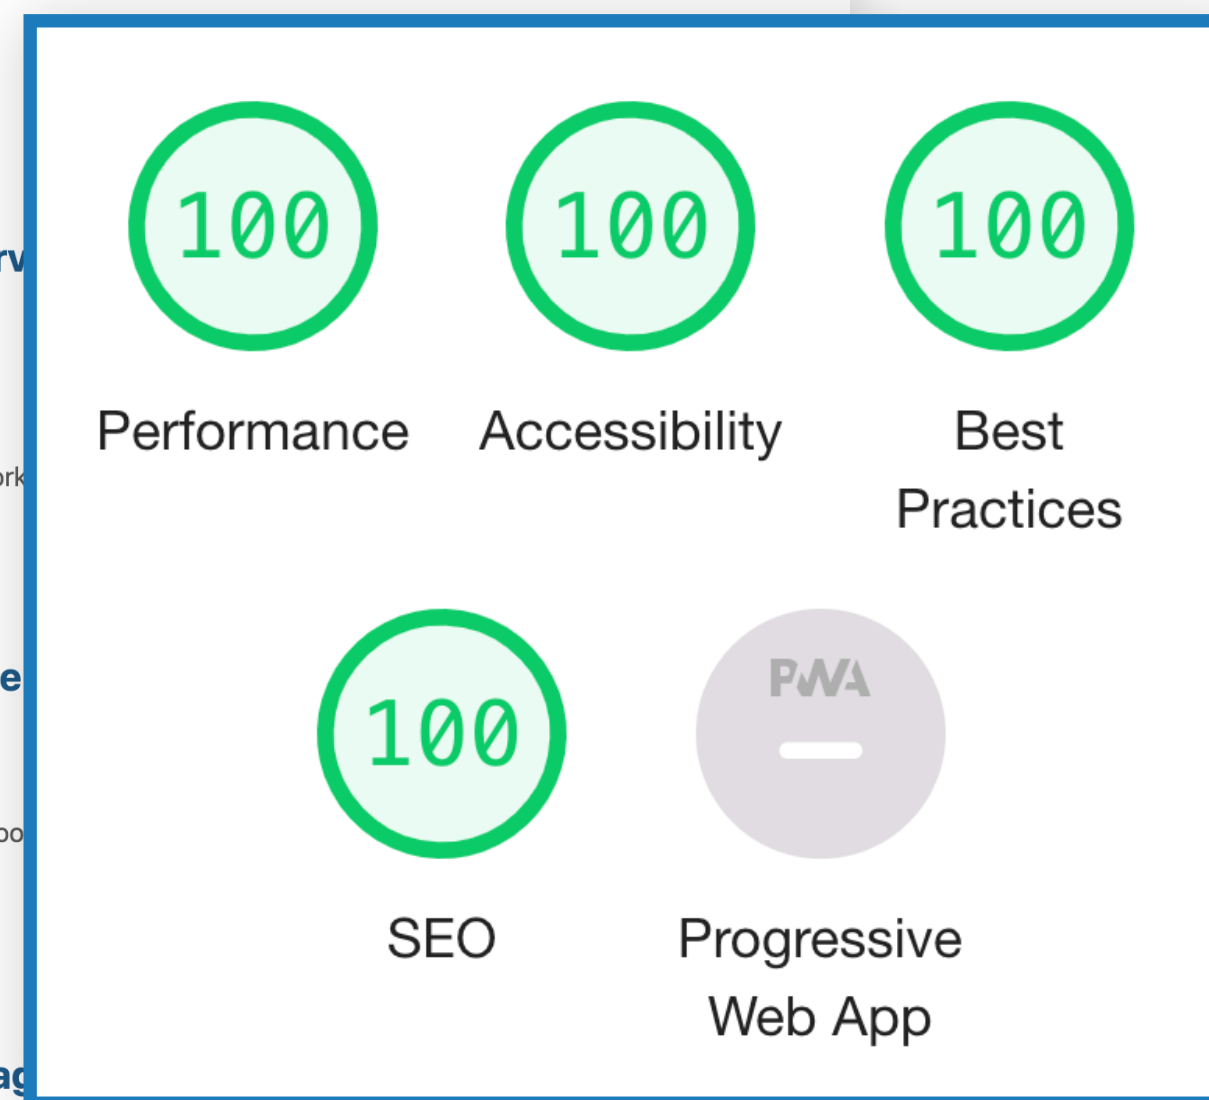 100
100
100
Performance
Accessibility
Best
Practices
100
PWA
SEO
Progressive
Web App